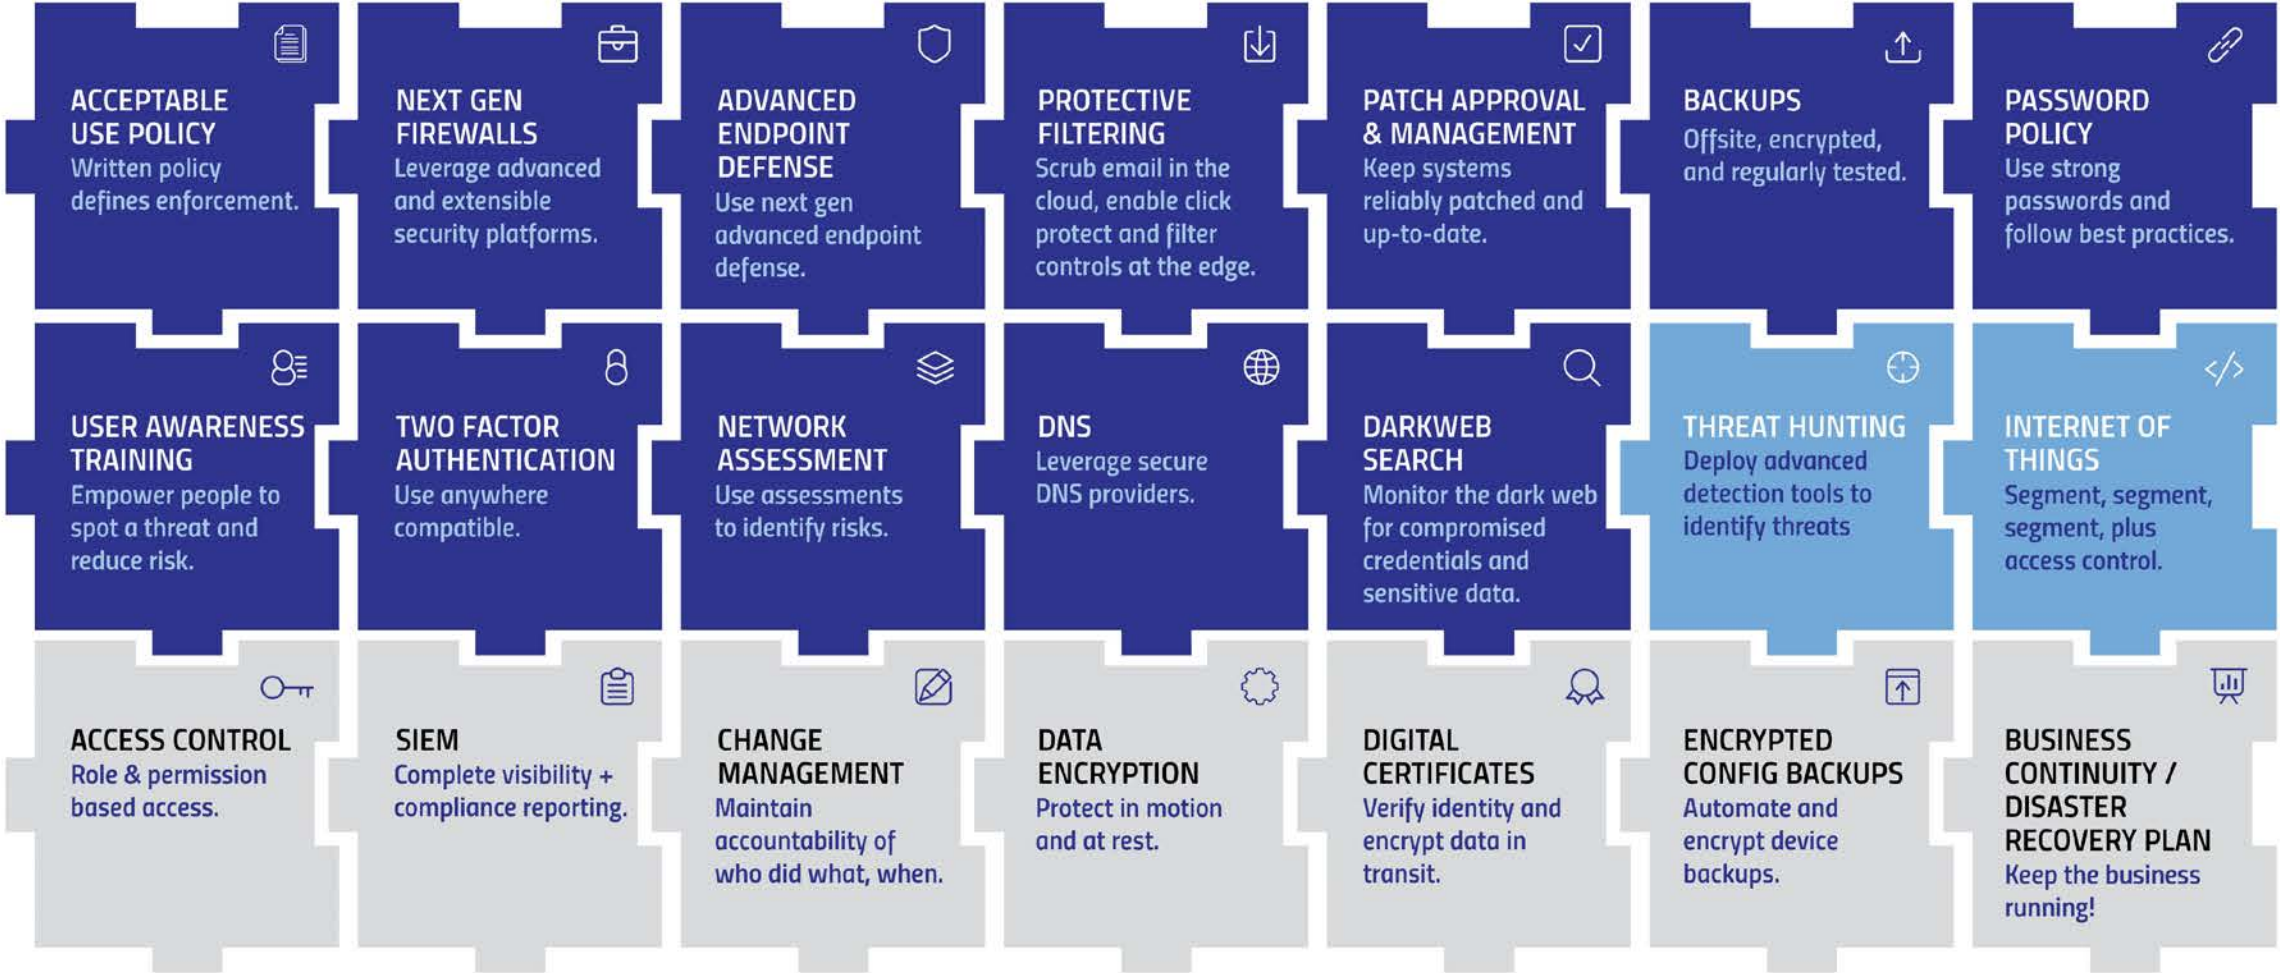 ACCEPTABLE
USE POLICY
Written policy
defines enforcement.
NEXT GEN
FIREWALLS
Leverage advanced
and extensible
security platforms.
ADVANCED
ENDPOINT
DEFENSE
Use next gen
advanced endpoint
defense.
PROTECTIVE
FILTERING
Scrub email in the
cloud, enable click
protect and filter
controls at the edge.
PATCH APPROVAL
& MANAGEMENT
Keep systems
reliably patched and
up-to-date.
BACKUPS
Offsite, encrypted,
and regularly tested.
PASSWORD
POLICY
Use strong
passwords and
follow best practices.
USER AWARENESS
TRAINING
Empower people to
spot a threat and
reduce risk.
TWO FACTOR
AUTHENTICATION
Use anywhere
compatible.
NETWORK
ASSESSMENT
Use assessments
to identify risks.
DNS
Leverage secure
DNS providers.
DARKWEB
SEARCH
Monitor the dark web
for compromised
credentials and
sensitive data.
THREAT HUNTING
Deploy advanced
detection tools to
identify threats
INTERNET OF
THINGS
Segment, segment,
segment, plus
access control.
ACCESS CONTROL
Role & permission
based access.
SIEM
Complete visibility +
compliance reporting.
CHANGE
MANAGEMENT
Maintain
accountability of
who did what, when.
DATA
ENCRYPTION
Protect in motion
and at rest.
DIGITAL
CERTIFICATES
Verify identity and
encrypt data in
transit.
ENCRYPTED
CONFIG BACKUPS
Automate and
encrypt device
backups.
BUSINESS
CONTINUITY /
DISASTER
RECOVERY PLAN
Keep the business
running!